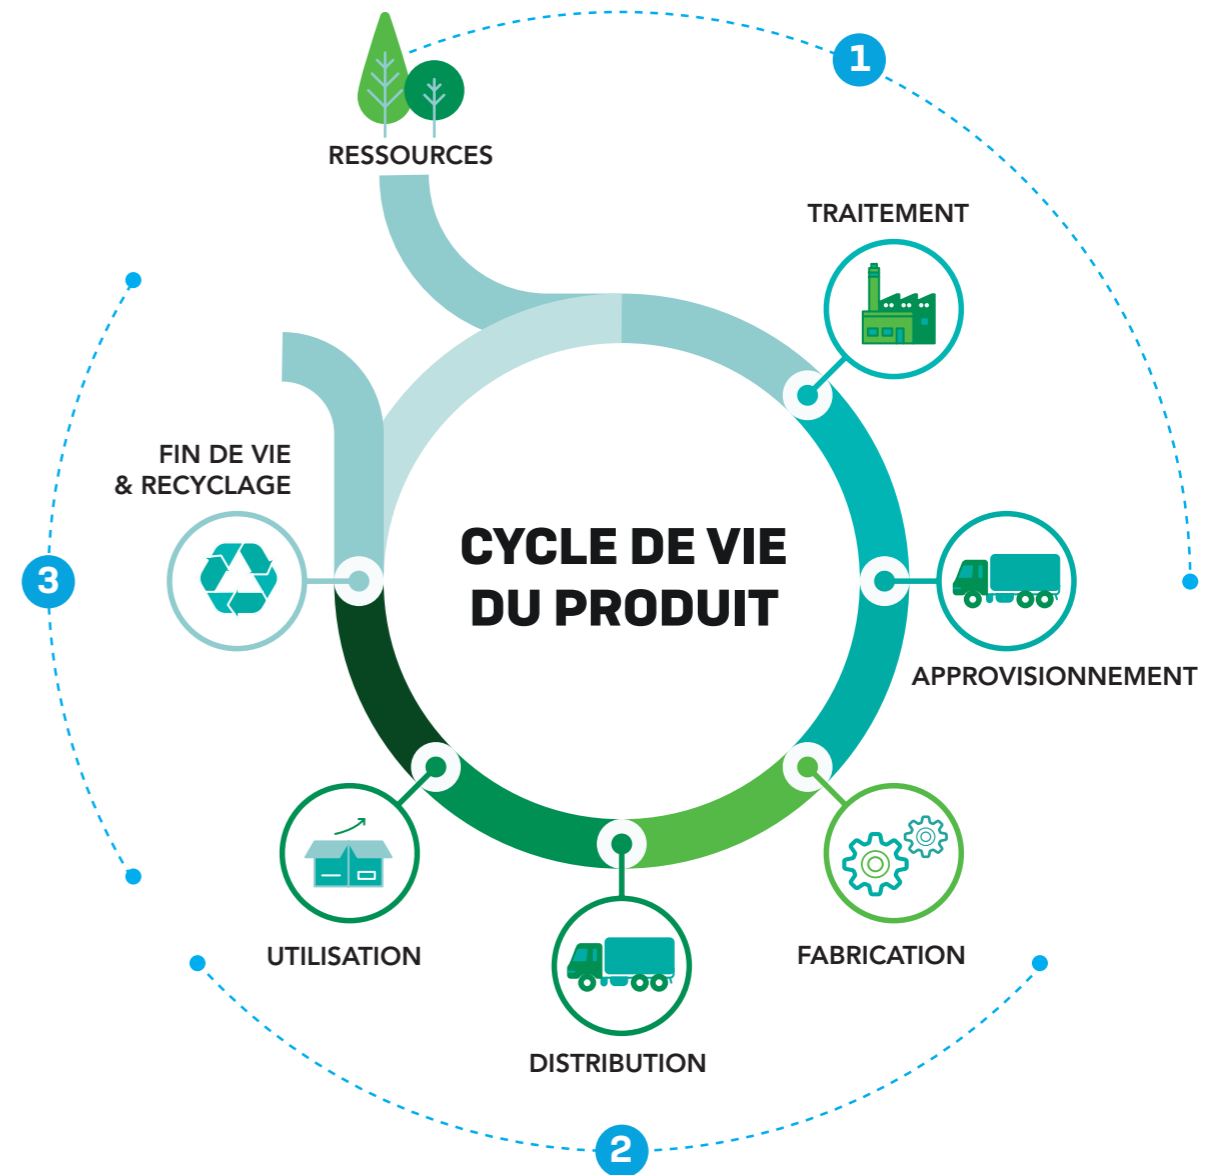 1
RESSOURCES
TRAITEMENT
FIN DE VIE
& RECYCLAGE
CYCLE DE VIE
DU PRODUIT
3
APPROVISIONNEMENT
UTILISATION
FABRICATION
DISTRIBUTION
2